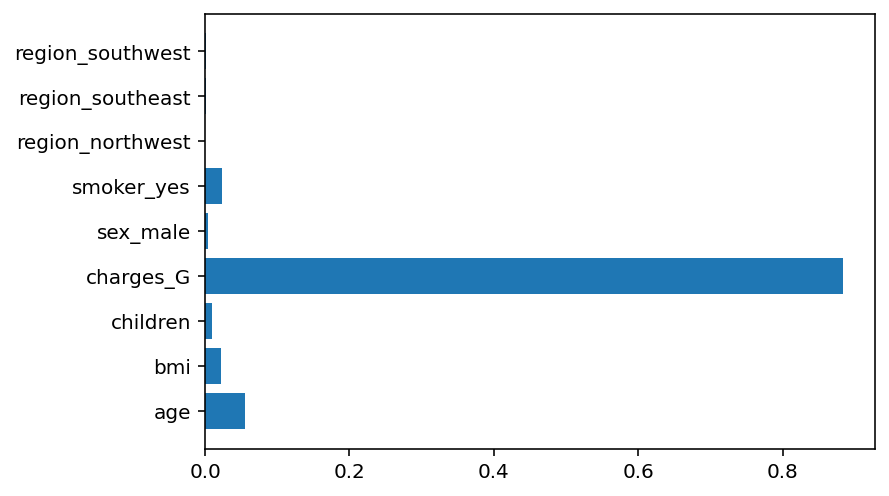 region_southwest
region_southeast
region_northwest
smoker_yes
sex_male
charges_G
children
bmi
age
0.0 0.2 0.4 0.6 0.8